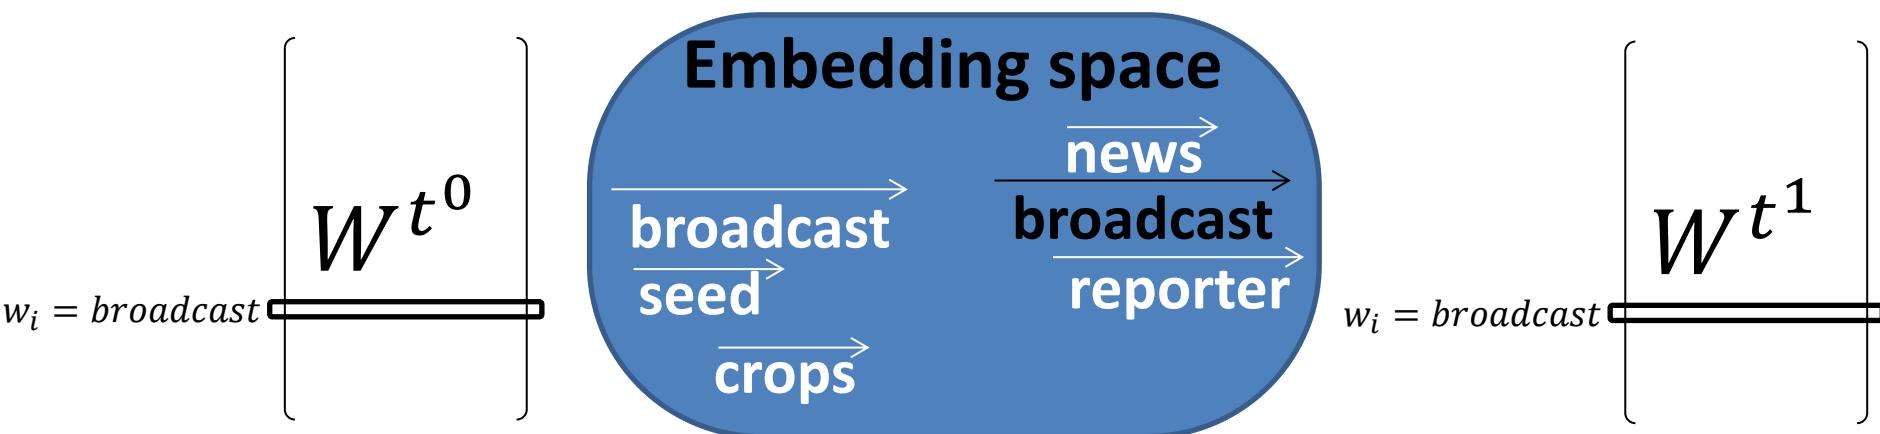 Embedding space
W^{t^0}
w_i = broadcast
broadcast
seed
crops
news
broadcast
reporter
W^{t^1}
w_i = broadcast